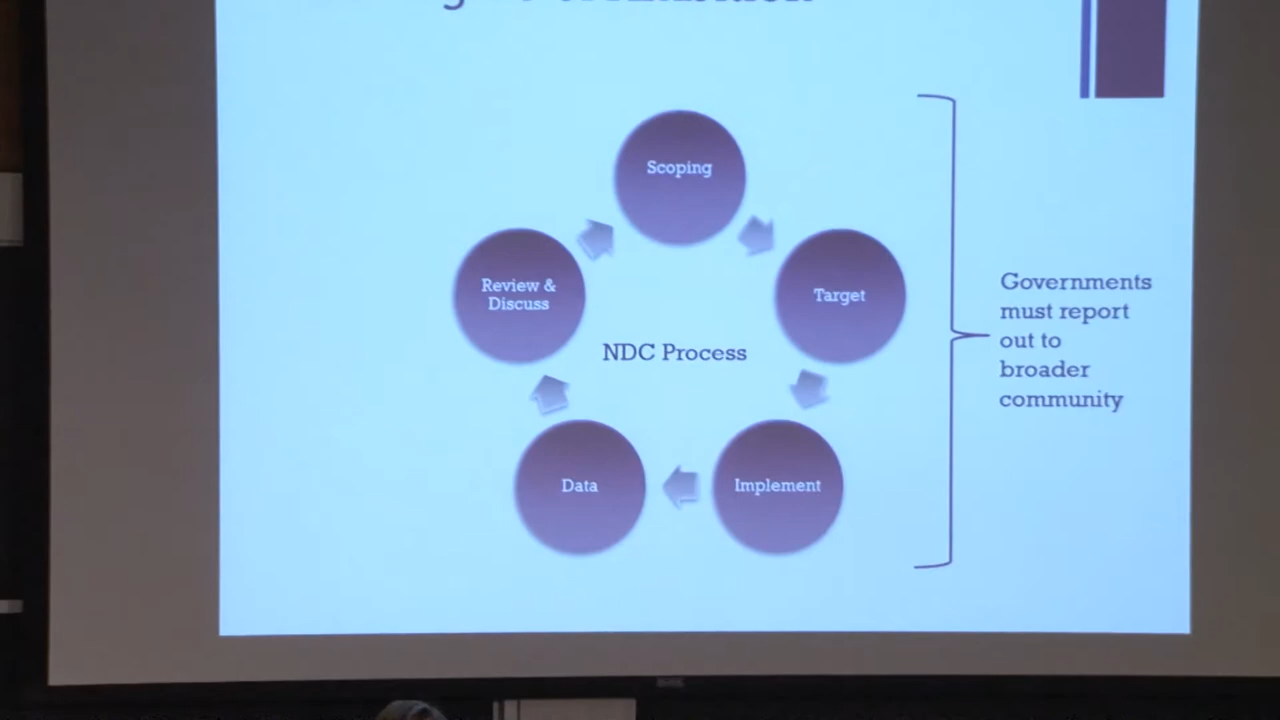 Scoping
Target
Implement
Data
Review &
Discuss
NDC Process
Governments
must report
out to
broader
community